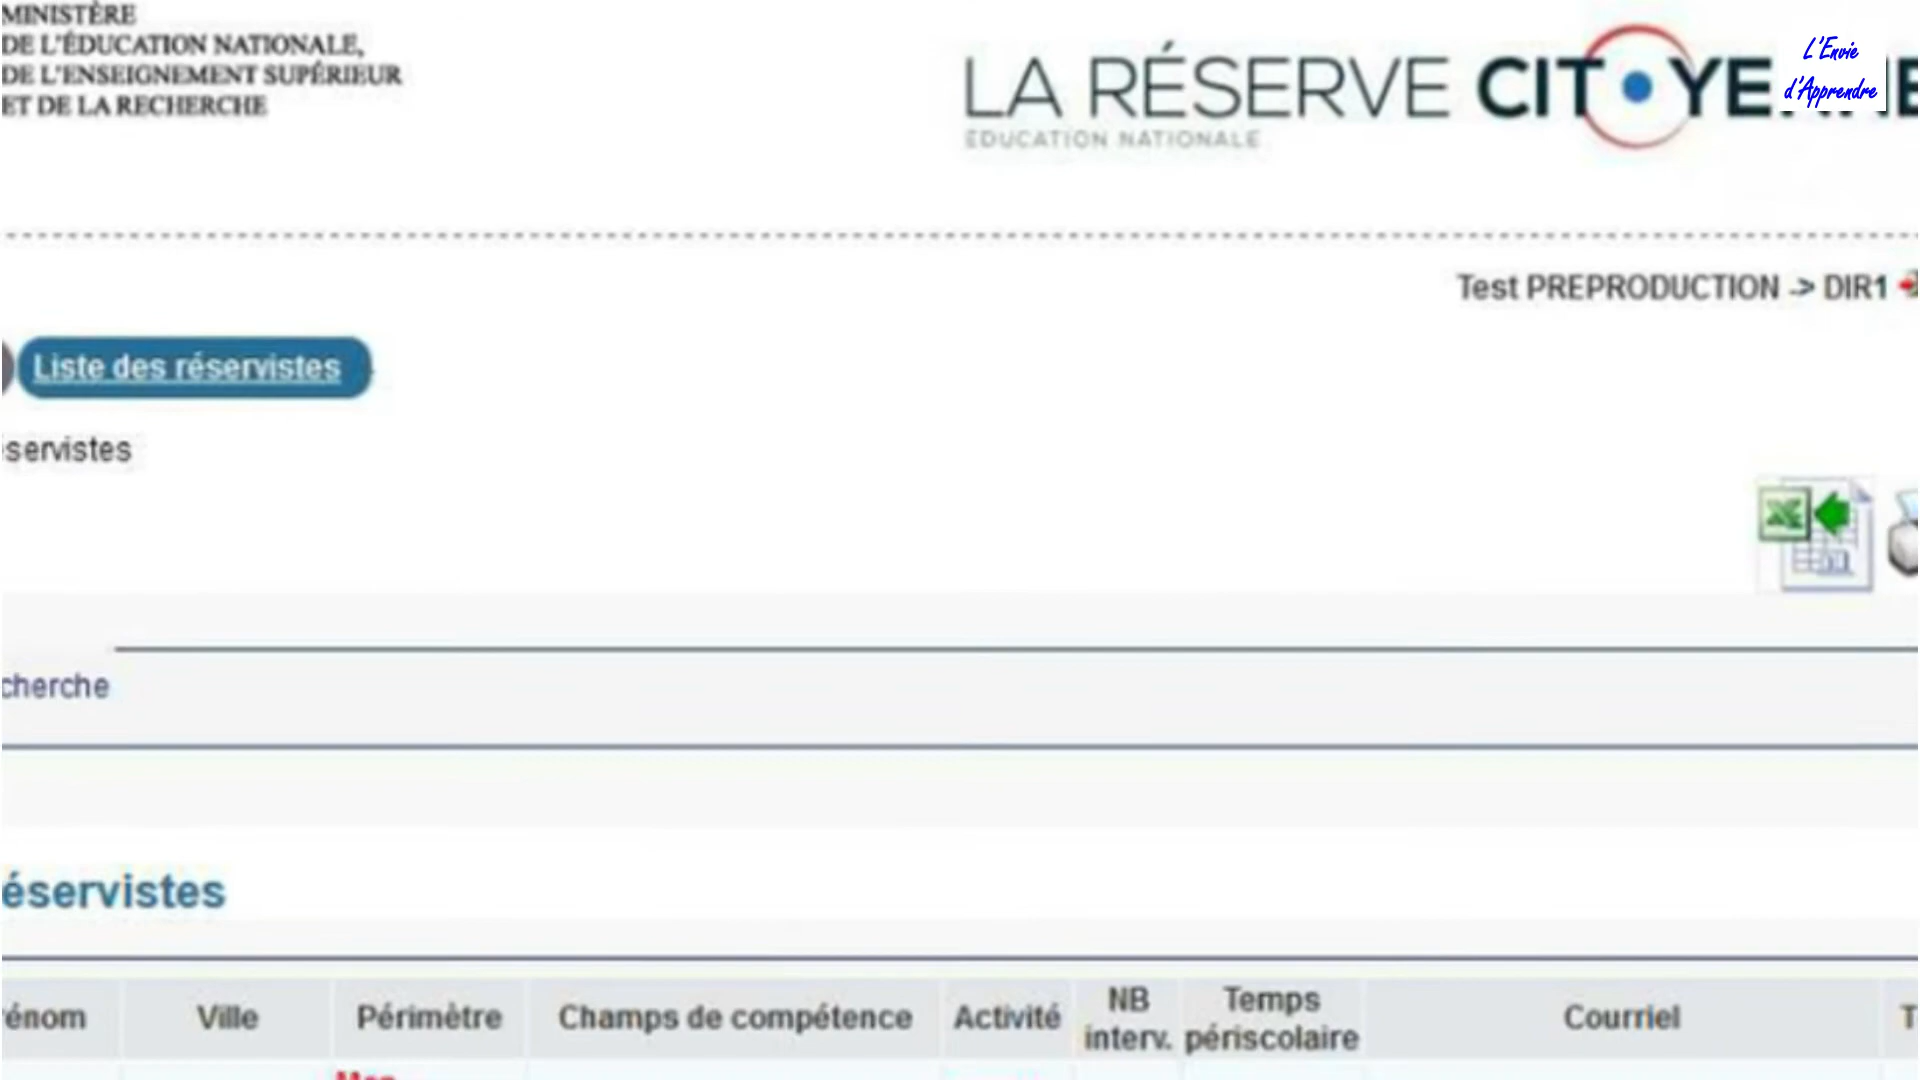 MINISTÈRE
DE L'ÉDUCATION NATIONALE,
DE L'ENSEIGNEMENT SUPÉRIEUR
ET DE LA RECHERCHE
LA RÉSERVE CITOYE
ÉDUCATION NATIONALE
L'Envie
d'Apprendre
Test PREPRODUCTION -> DIR1
Liste des réservistes
servistes
cherche
éservistes
énom Ville Périmètre Champs de compétence Activité NB interv. Temps périscolaire Courriel T